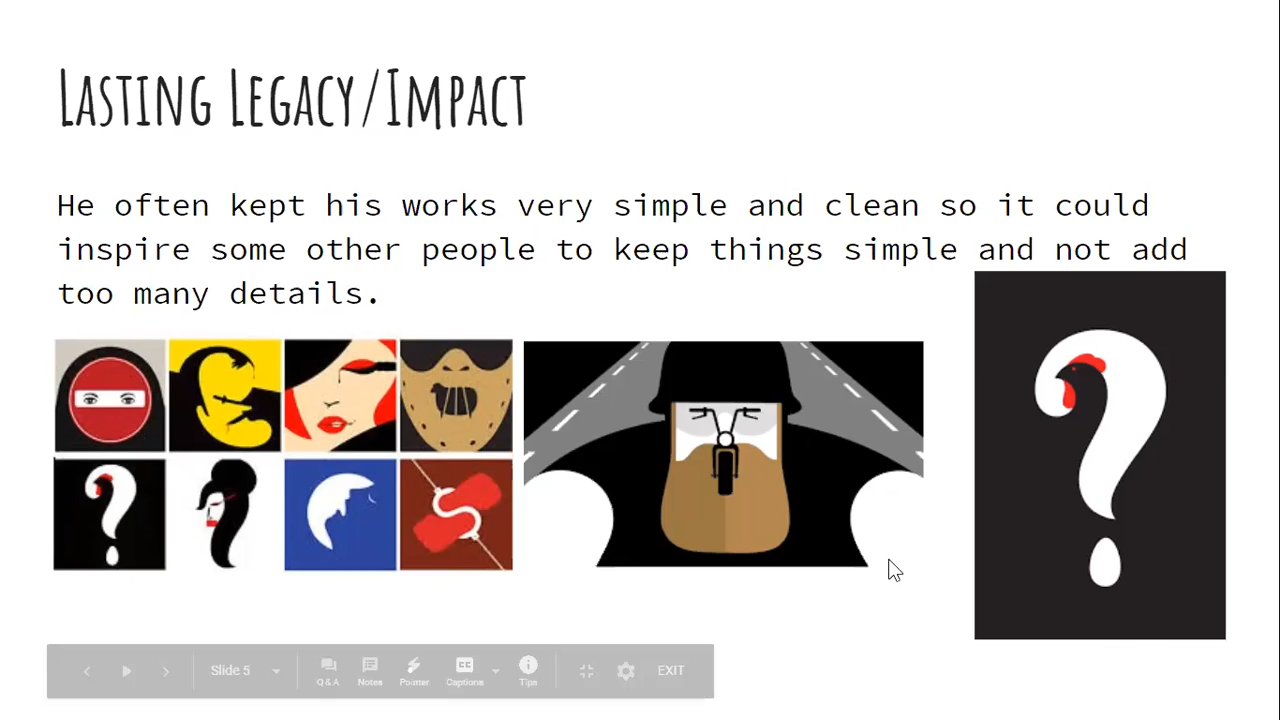 Lasting Legacy/Impact
He often kept his works very simple and clean so it could
inspire some other people to keep things simple and not add
too many details.
Slide 5
Q & A
Notes
Pointer
CC
Captions
Tips
EXIT